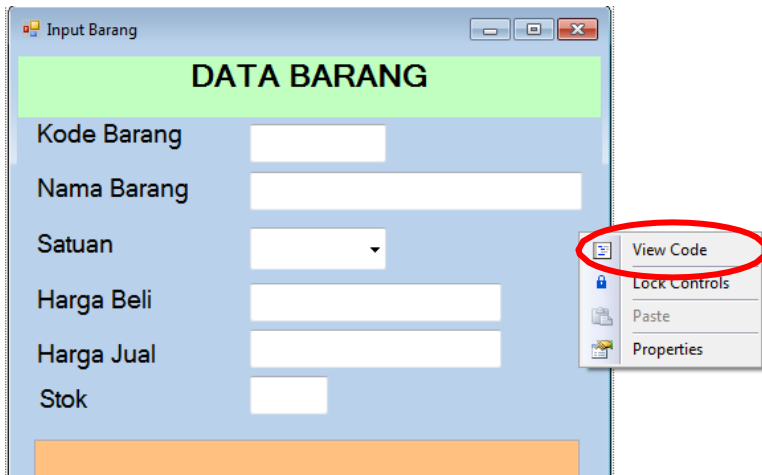 Input Barang
DATA BARANG
Kode Barang
Nama Barang
Satuan
Harga Beli
Harga Jual
Stok
View Code
Lock Controls
Paste
Properties